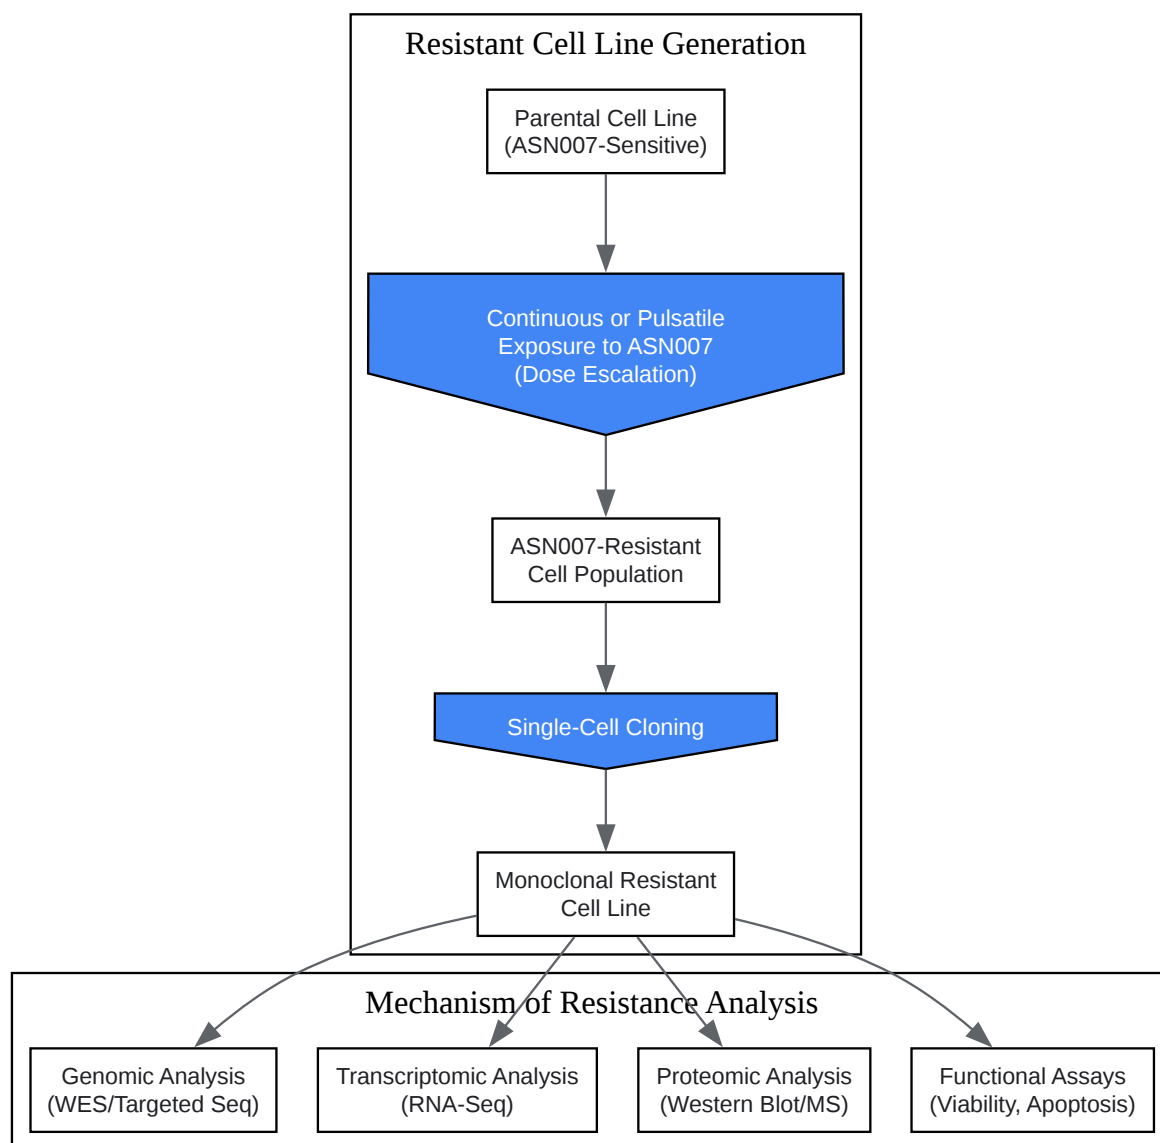 Resistant Cell Line Generation
Parental Cell Line
(ASN007-Sensitive)
Continuous or Pulsatile
Exposure to ASN007
(Dose Escalation)
ASN007-Resistant
Cell Population
Single-Cell Cloning
Monoclonal Resistant
Cell Line
Mechanism of Resistance Analysis
Genomic Analysis
(WES/Targeted Seq)
Transcriptomic Analysis
(RNA-Seq)
Proteomic Analysis
(Western Blot/MS)
Functional Assays
(Viability, Apoptosis)